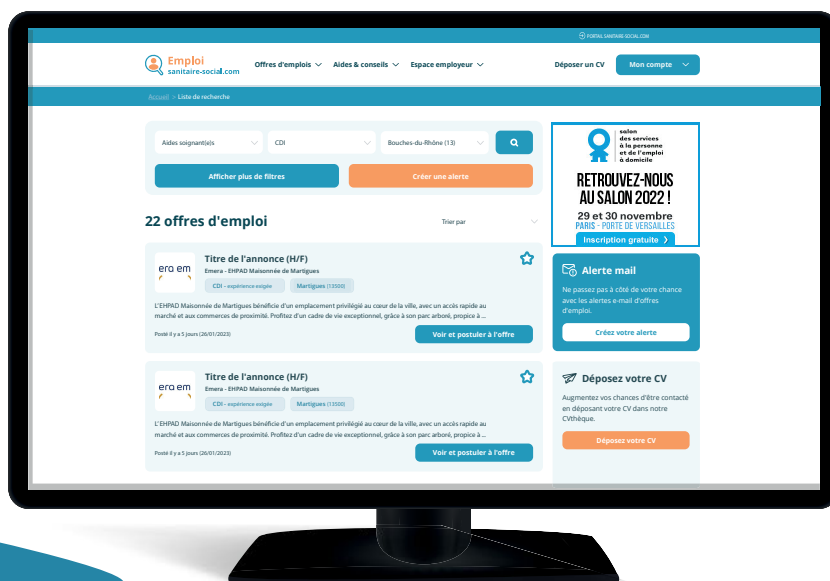 PORTAIL SANITAIRE-SOCIAL.COM
Emploi
sanitaire-social.com
Offres d'emplois
Aides & conseils
Espace employeur
Déposer un CV
Mon compte
Accueil > Liste de recherche
Aides soignant(e)s
CDI
Bouches-du-Rhône (13)
Afficher plus de filtres
Créer une alerte
22 offres d'emploi
Trier par
era em
Titre de l'annonce (H/F)
Emera - EHPAD Maisonnée de Martigues
CDI - expérience exigée
Martigues (13500)
L'EHPAD Maisonnée de Martigues bénéficie d'un emplacement privilégié au cœur de la ville, avec un accès rapide au
marché et aux commerces de proximité. Profitez d'un cadre de vie exceptionnel, grâce à son parc arboré, propice à ...
Posté il y a 5 jours (26/01/2023)
Voir et postuler à l'offre
era em
Titre de l'annonce (H/F)
Emera - EHPAD Maisonnée de Martigues
CDI - expérience exigée
Martigues (13500)
L'EHPAD Maisonnée de Martigues bénéficie d'un emplacement privilégié au cœur de la ville, avec un accès rapide au
marché et aux commerces de proximité. Profitez d'un cadre de vie exceptionnel, grâce à son parc arboré, propice à ...
Posté il y a 5 jours (26/01/2023)
Voir et postuler à l'offre
salon
des services
à la personne
et de l'emploi
à domicile
RETROUVEZ-NOUS
AU SALON 2022 !
29 et 30 novembre
PARIS - PORTE DE VERSAILLES
Inscription gratuite
Alerte mail
Ne passez pas à côté de votre chance
avec les alertes e-mail d'offres
d'emploi.
Créez votre alerte
Déposez votre CV
Augmentez vos chances d'être contacté
en déposant votre CV dans notre
CVthèque.
Déposez votre CV